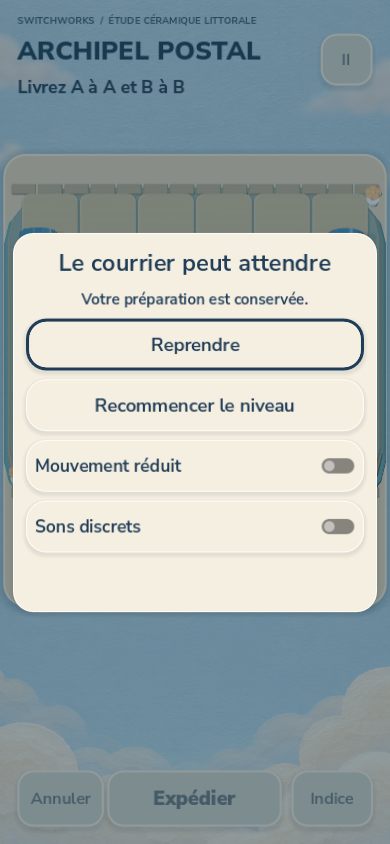 SWITCHWORKS / ÉTUDE CÉRAMIQUE LITTORALE
ARCHIPEL POSTAL
Livrez A à A et B à B
II
Le courrier peut attendre
Votre préparation est conservée.
Reprendre
Recommencer le niveau
Mouvement réduit
Sons discrets
Annuler
Expédier
Indice